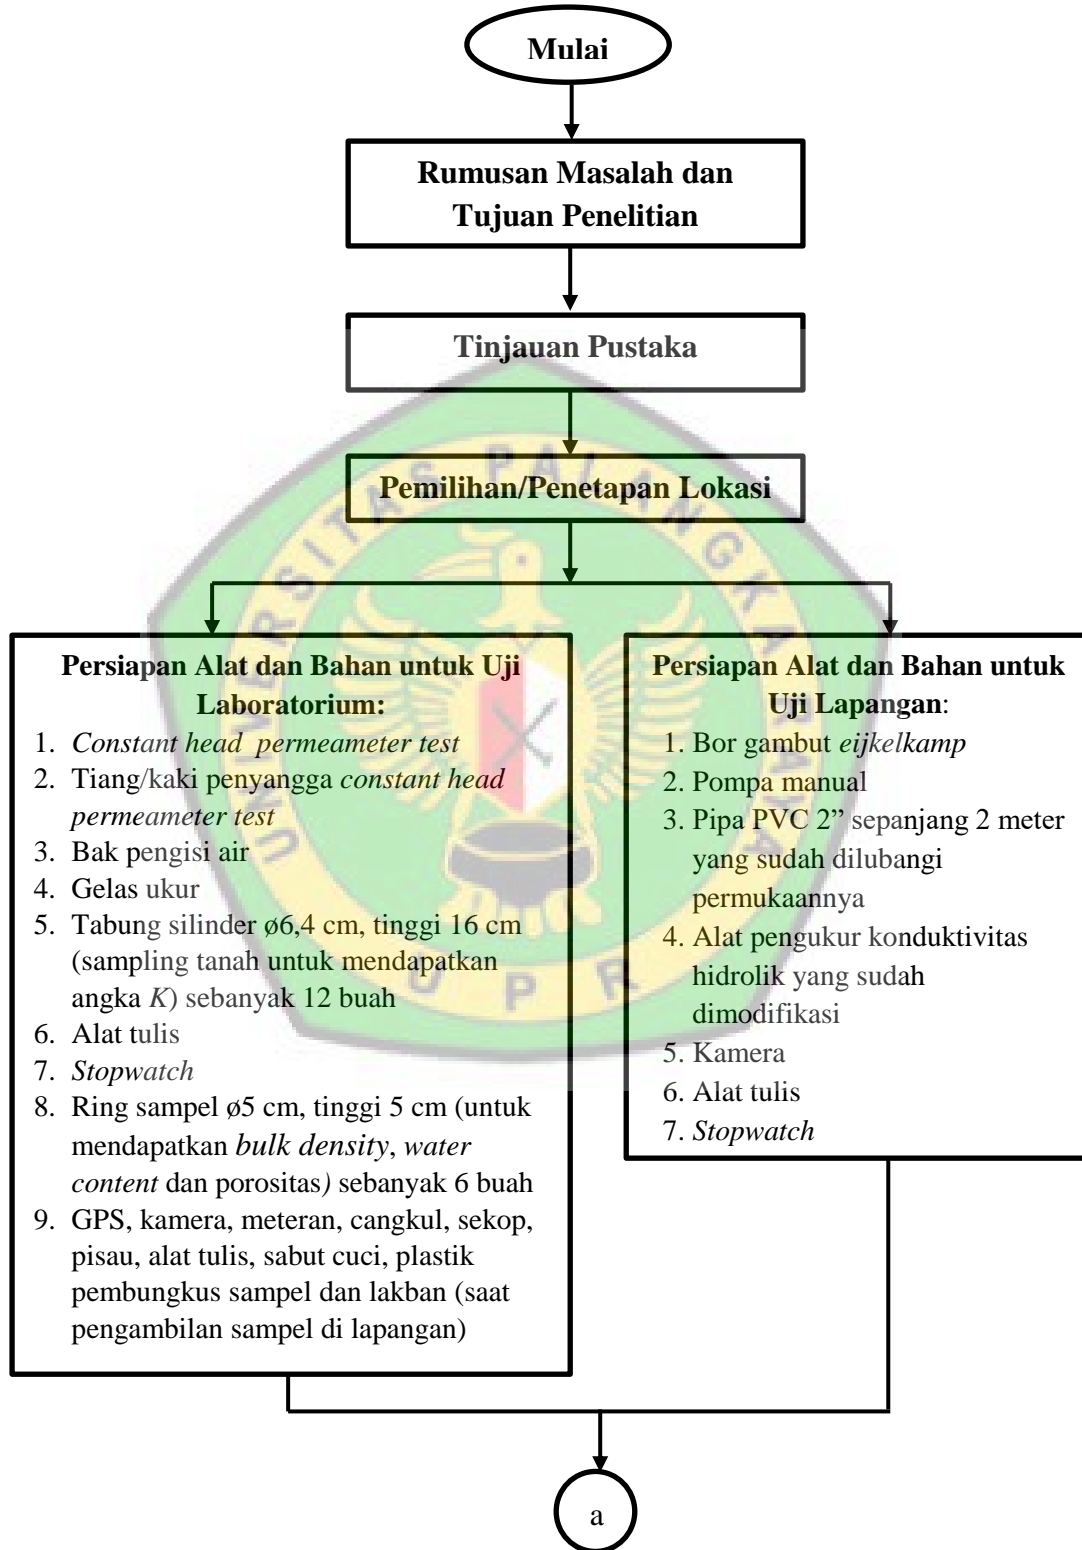 Mulai
Rumusan Masalah dan
Tujuan Penelitian
Tinjauan Pustaka
Pemilihan/Penetapan Lokasi
UNIVERSITAS PALANGKA RAYA
UPR
Persiapan Alat dan Bahan untuk Uji
Laboratorium:
1. Constant head permeameter test
2. Tiang/kaki penyangga constant head
permeameter test
3. Bak pengisi air
4. Gelas ukur
5. Tabung silinder ø6,4 cm, tinggi 16 cm
(sampling tanah untuk mendapatkan
angka K) sebanyak 12 buah
6. Alat tulis
7. Stopwatch
8. Ring sampel ø5 cm, tinggi 5 cm (untuk
mendapatkan bulk density, water
content dan porositas) sebanyak 6 buah
9. GPS, kamera, meteran, cangkul, sekop,
pisau, alat tulis, sabut cuci, plastik
pembungkus sampel dan lakban (saat
pengambilan sampel di lapangan)
Persiapan Alat dan Bahan untuk
Uji Lapangan:
1. Bor gambut eijkelkamp
2. Pompa manual
3. Pipa PVC 2” sepanjang 2 meter
yang sudah dilubangi
permukaannya
4. Alat pengukur konduktivitas
hidrolik yang sudah
dimodifikasi
5. Kamera
6. Alat tulis
7. Stopwatch
a